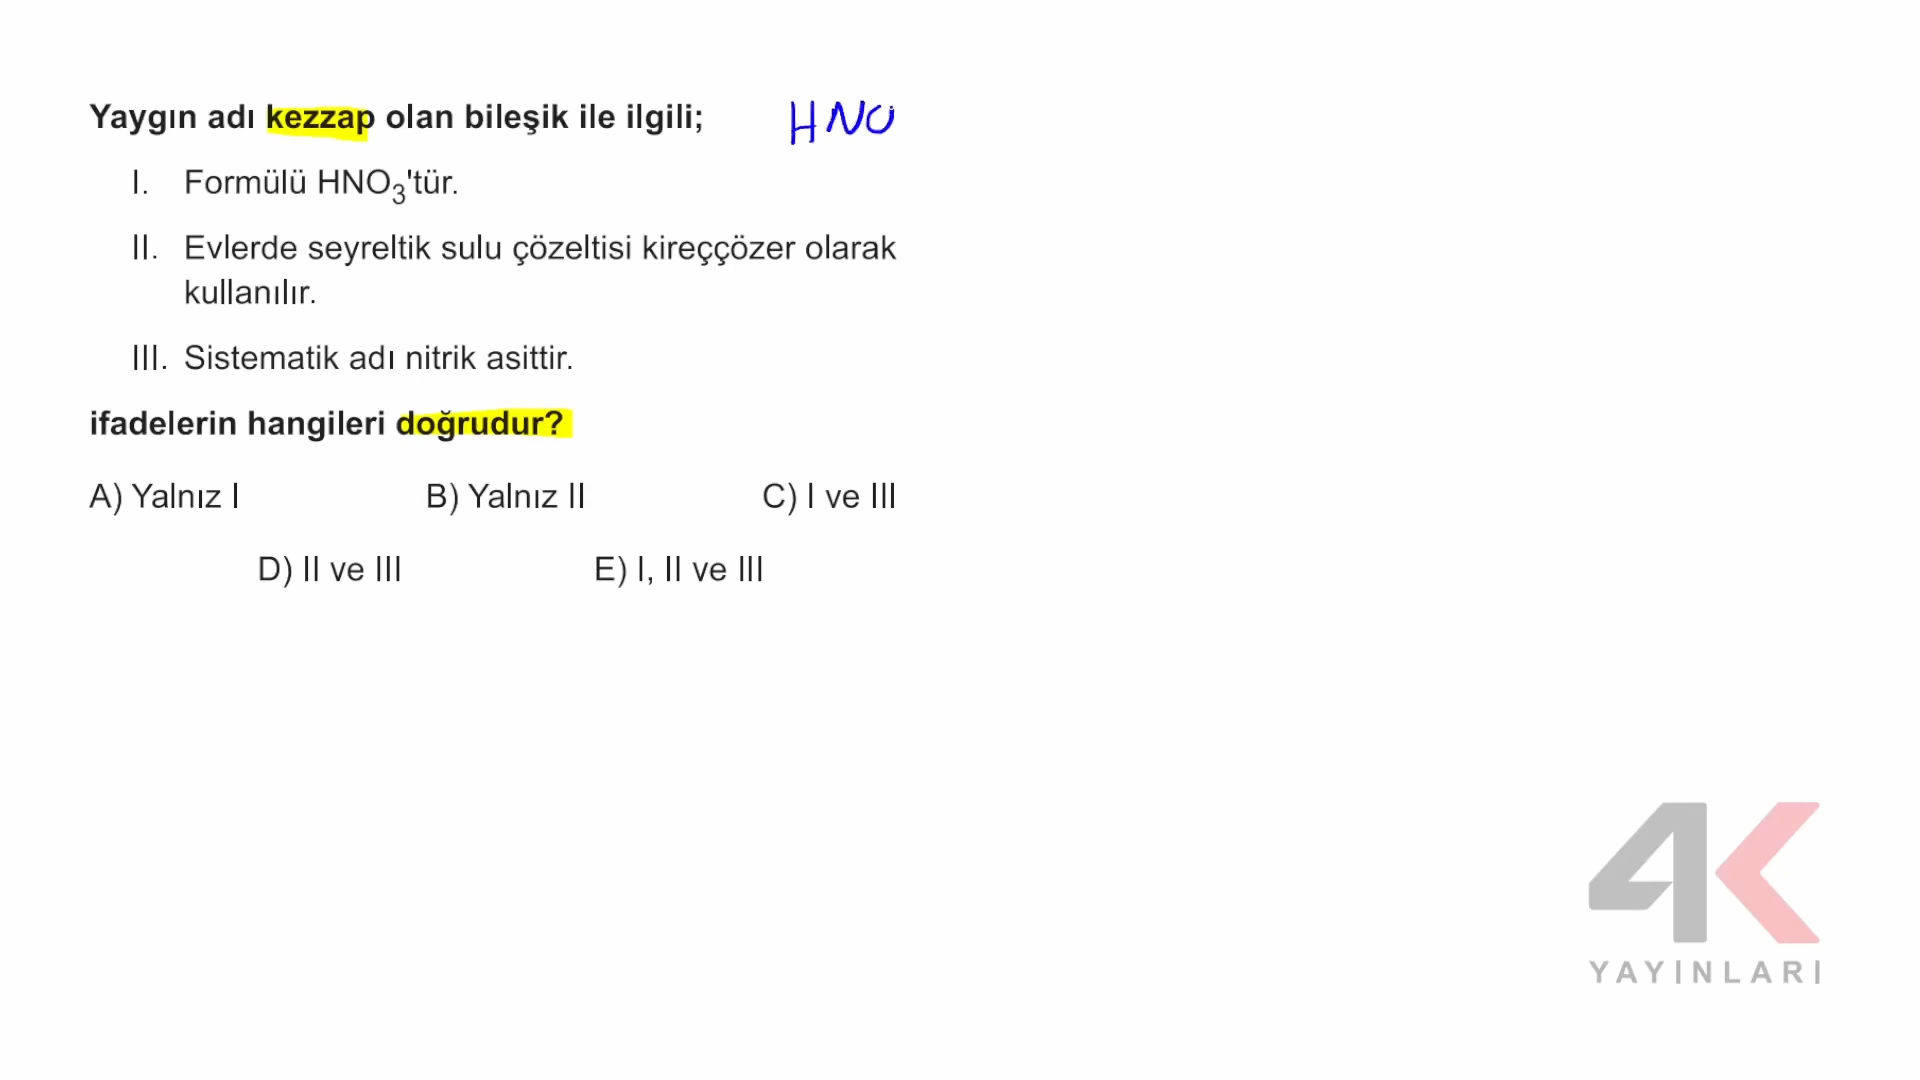 Yaygın adı kezzap olan bileşik ile ilgili; HNO
I. Formülü HNO₃'tür.
II. Evlerde seyreltik sulu çözeltisi kireççözer olarak
kullanılır.
III. Sistematik adı nitrik asittir.
ifadelerin hangileri doğrudur?
A) Yalnız I B) Yalnız II C) I ve III
D) II ve III E) I, II ve III
4K
YAYINLARI